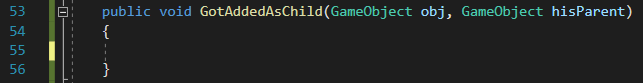 53 public void GotAddedAsChild(GameObject obj, GameObject hisParent)
54 {
55
56 }